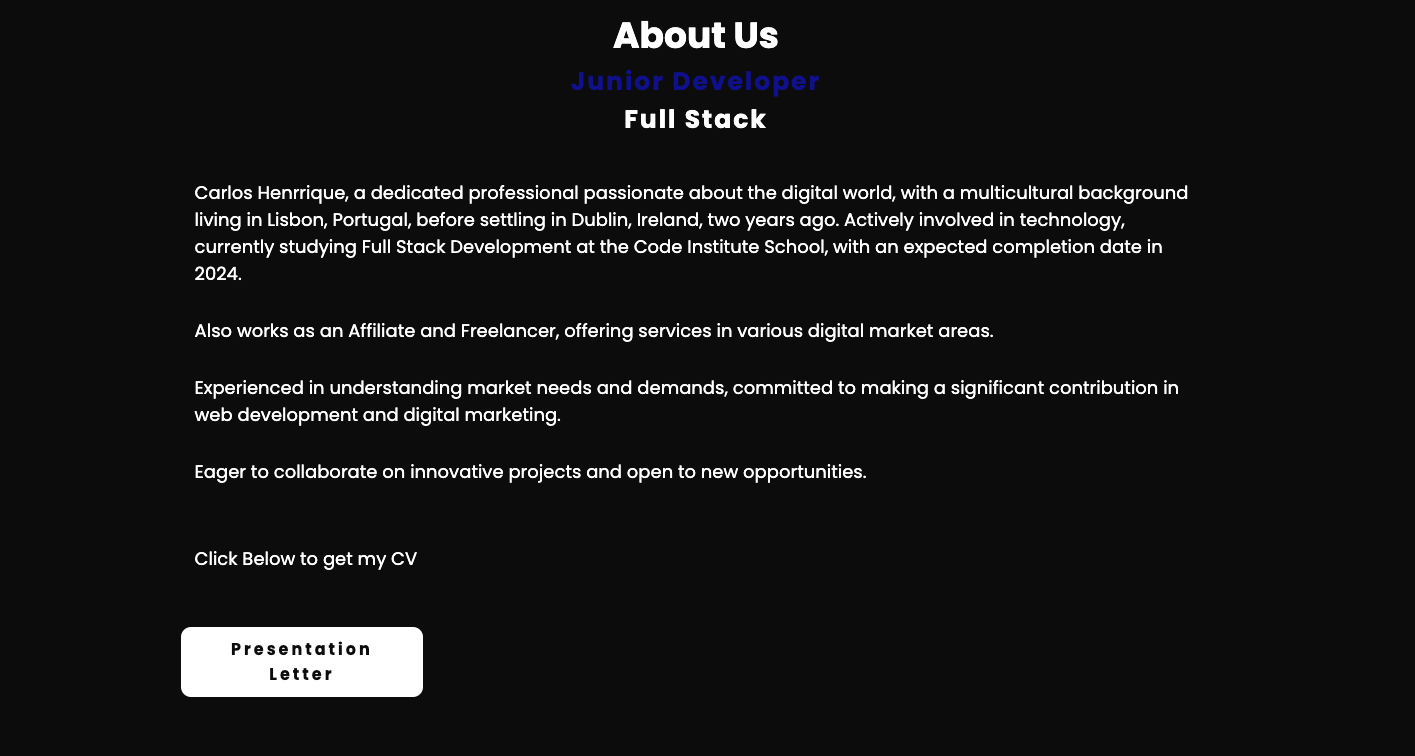 About Us
Junior Developer
Full Stack
Carlos Henrrique, a dedicated professional passionate about the digital world, with a multicultural background
living in Lisbon, Portugal, before settling in Dublin, Ireland, two years ago. Actively involved in technology,
currently studying Full Stack Development at the Code Institute School, with an expected completion date in
2024.
Also works as an Affiliate and Freelancer, offering services in various digital market areas.
Experienced in understanding market needs and demands, committed to making a significant contribution in
web development and digital marketing.
Eager to collaborate on innovative projects and open to new opportunities.
Click Below to get my CV
Presentation
Letter